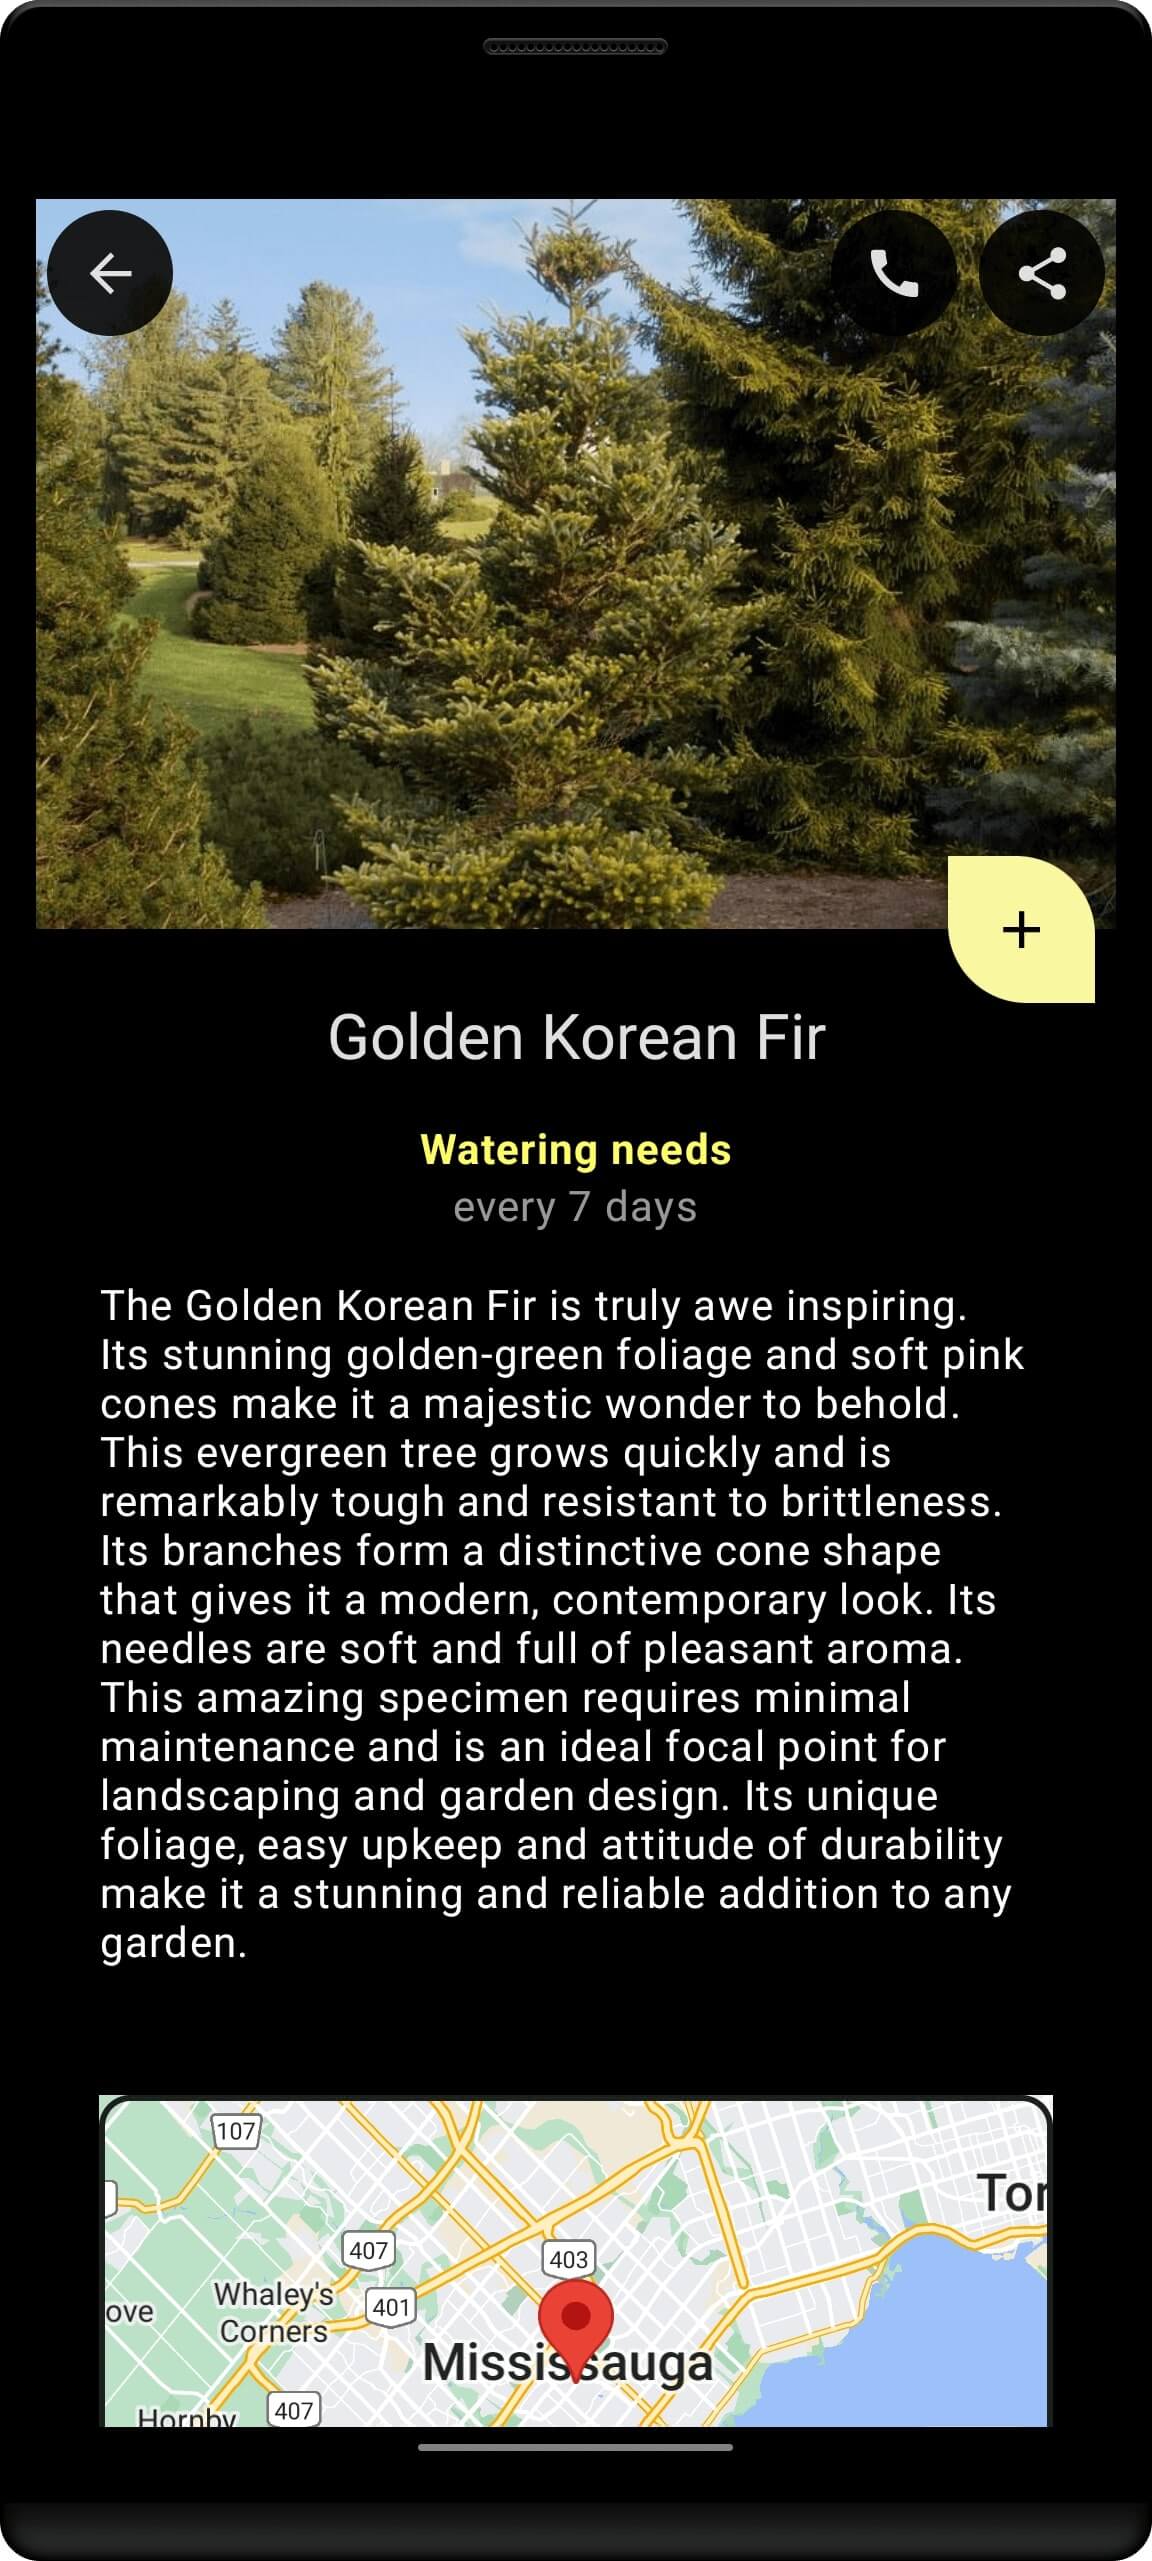 Golden Korean Fir
Watering needs
every 7 days
The Golden Korean Fir is truly awe inspiring.
Its stunning golden-green foliage and soft pink
cones make it a majestic wonder to behold.
This evergreen tree grows quickly and is
remarkably tough and resistant to brittleness.
Its branches form a distinctive cone shape
that gives it a modern, contemporary look. Its
needles are soft and full of pleasant aroma.
This amazing specimen requires minimal
maintenance and is an ideal focal point for
landscaping and garden design. Its unique
foliage, easy upkeep and attitude of durability
make it a stunning and reliable addition to any
garden.
107
Tor
407
403
Whaley's
Corners
401
ove
Mississauga
407
Hornby